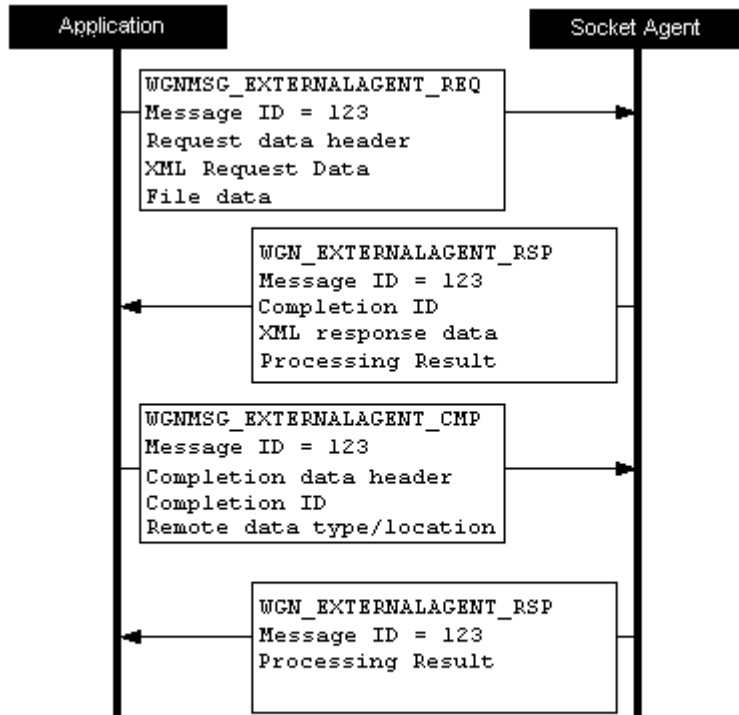 Application
Socket Agent
WGNMSG_EXTERNALAGENT_REQ
Message ID = 123
Request data header
XML Request Data
File data
WGN_EXTERNALAGENT_RSP
Message ID = 123
Completion ID
XML response data
Processing Result
WGNMSG_EXTERNALAGENT_CMP
Message ID = 123
Completion data header
Completion ID
Remote data type/location
WGN_EXTERNALAGENT_RSP
Message ID = 123
Processing Result